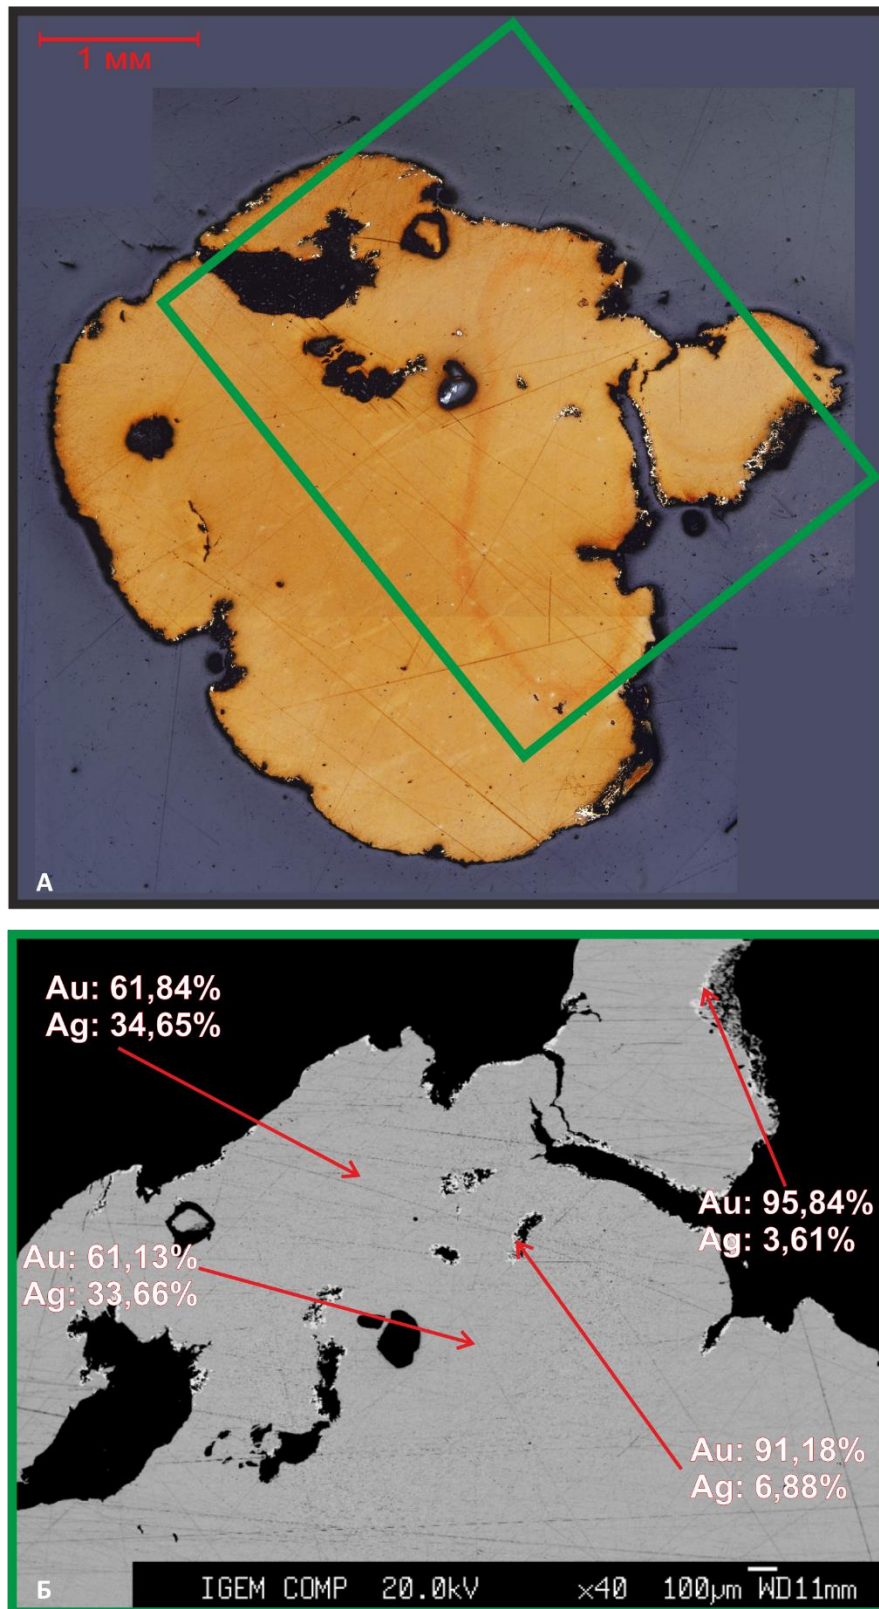 1 мм
А
Au: 61,84%
Ag: 34,65%
Au: 95,84%
Ag: 3,61%
Au: 61,13%
Ag: 33,66%
Au: 91,18%
Ag: 6,88%
Б
IGEM COMP 20.0kV x40 100µm WD11mm